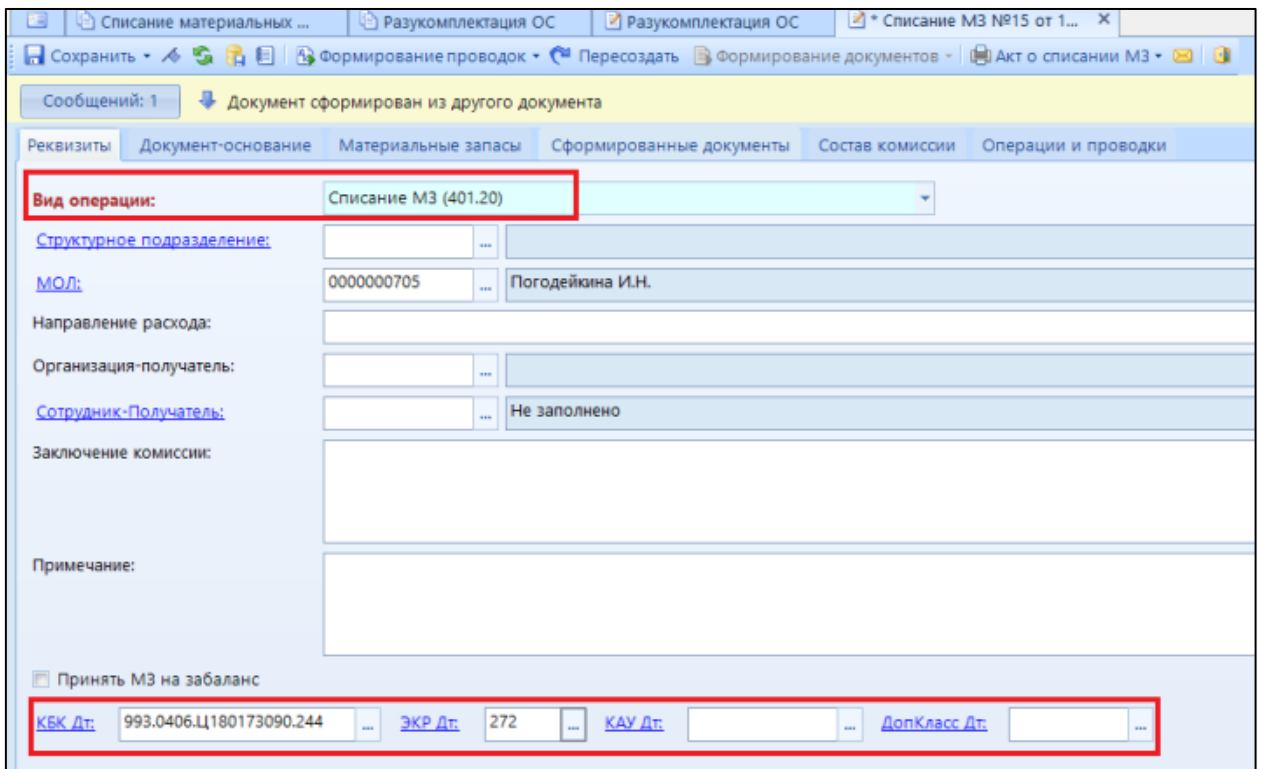 Списание материальных ... Разукомплектация ОС Разукомплектация ОС * Списание МЗ №15 от 1... X
Сохранить Формирование проводок Пересоздать Формирование документов Акт о списании МЗ
Сообщений: 1 Документ сформирован из другого документа
Реквизиты Документ-основание Материальные запасы Сформированные документы Состав комиссии Операции и проводки
Вид операции: Списание МЗ (401.20)
Структурное подразделение: ...
МОЛ: 0000000705 ... Погодейкина И.Н.
Направление расхода:
Организация-получатель: ...
Сотрудник-Получатель: ... Не заполнено
Заключение комиссии:
Примечание:
Принять МЗ на забаланс
КБК Дт: 993.0406.Ц180173090.244 ... ЭКР Дт: 272 ... КАУ Дт: ... ДопКласс Дт: ...